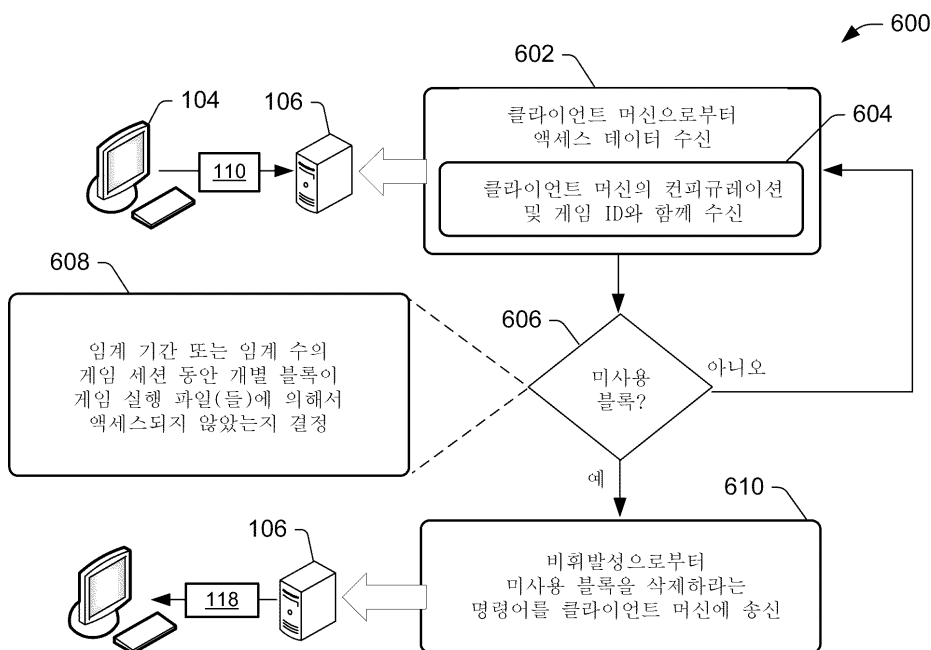 600
602
클라이언트 머신으로부터
액세스 데이터 수신
604
클라이언트 머신의 컨피규레이션
및 게임 ID와 함께 수신
104
106
110
608
임계 기간 또는 임계 수의
게임 세션 동안 개별 블록이
게임 실행 파일(들)에 의해서
액세스되지 않았는지 결정
606
미사용
블록?
아니오
예
610
비휘발성으로부터
미사용 블록을 삭제하라는
명령어를 클라이언트 머신에 송신
106
118